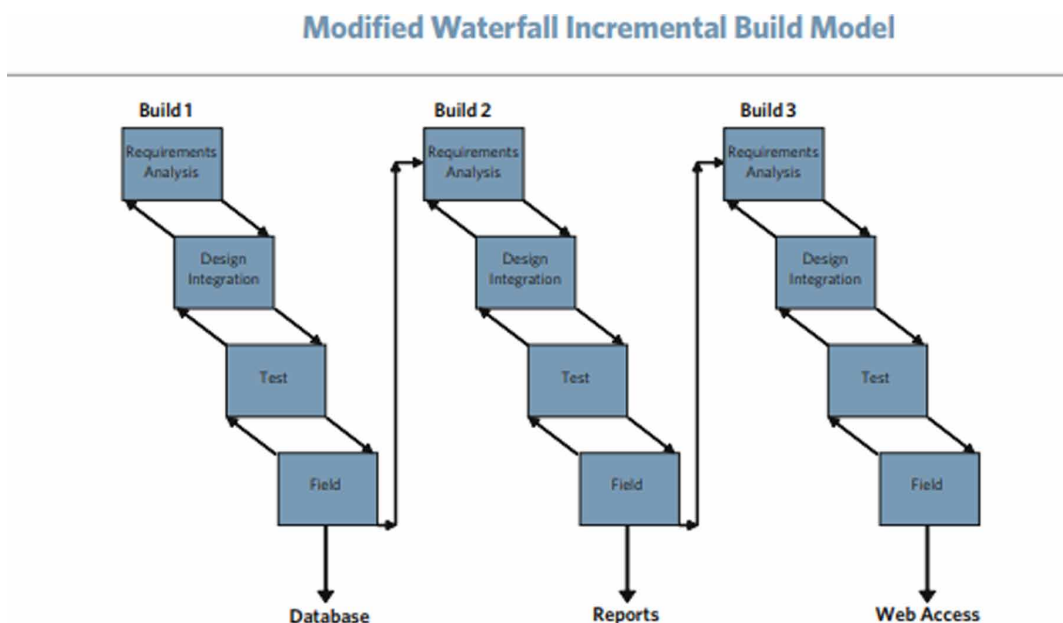 Modified Waterfall Incremental Build Model
Build 1
Requirements
Analysis
Design
Integration
Test
Field
Database
Build 2
Requirements
Analysis
Design
Integration
Test
Field
Reports
Build 3
Requirements
Analysis
Design
Integration
Test
Field
Web Access